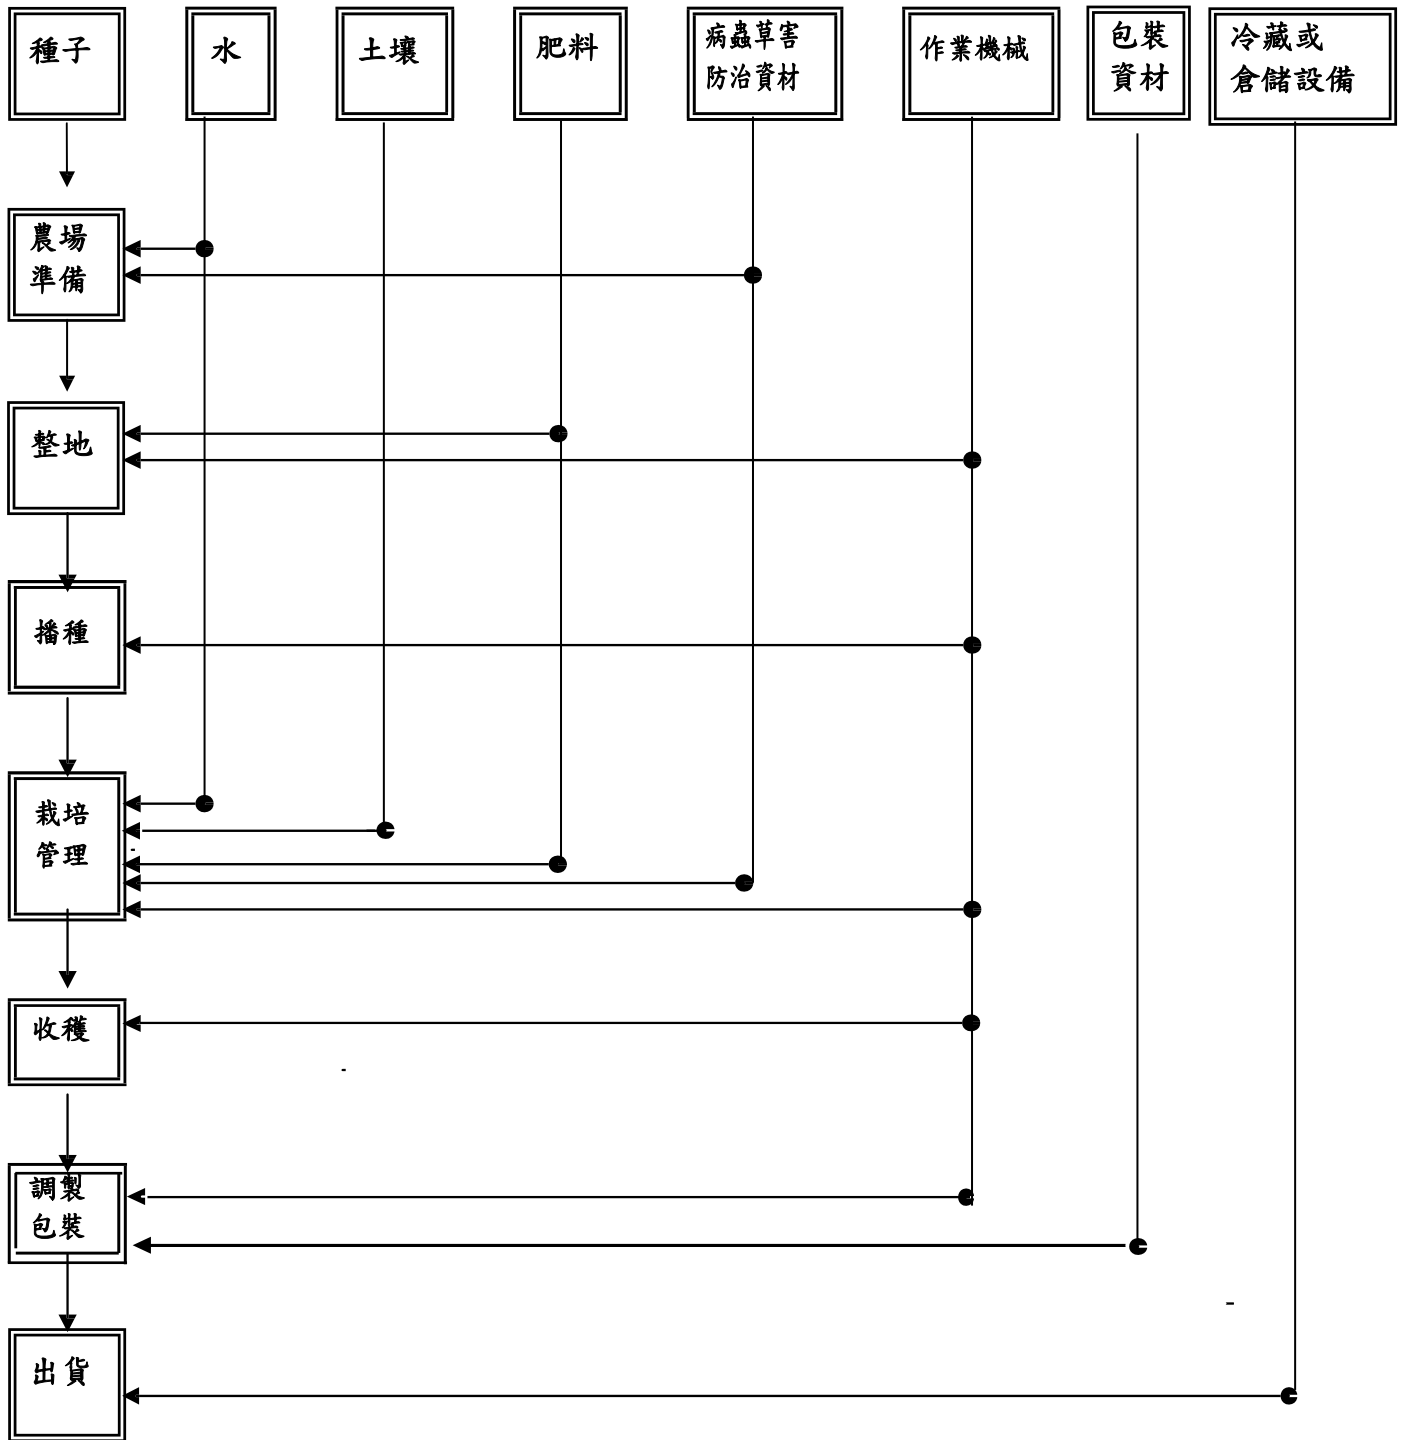 種子
水
土壤
肥料
病蟲草害
防治資材
作業機械
包裝
資材
冷藏或
倉儲設備
農場
準備
整地
播種
栽培
管理
收穫
調製
包裝
出貨